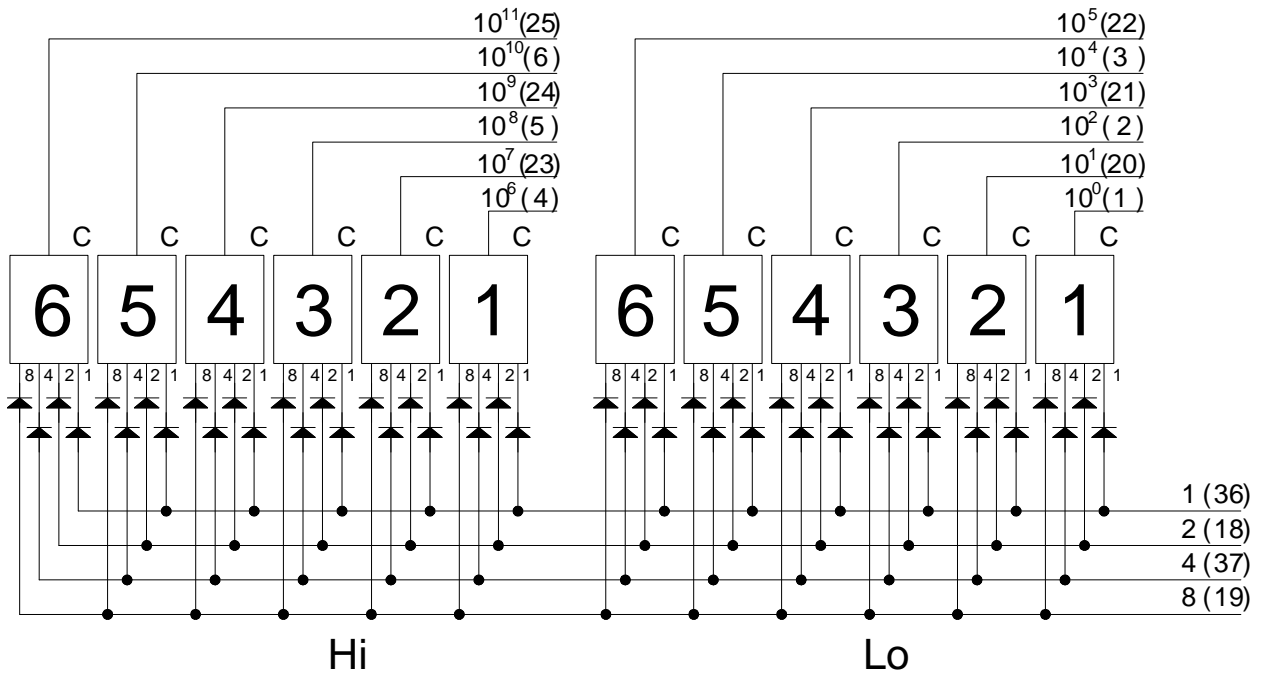 10¹¹(25) 10⁵(22)
10¹⁰(6) 10⁴(3 )
10⁹(24) 10³(21)
10⁸(5) 10²( 2)
10⁷(23) 10¹(20)
10⁶( 4) 10⁰( 1)
C C C C C C C C C C C C
6 5 4 3 2 1 6 5 4 3 2 1
8 4 2 1 8 4 2 1 8 4 2 1 8 4 2 1 8 4 2 1 8 4 2 1 8 4 2 1 8 4 2 1 8 4 2 1 8 4 2 1 8 4 2 1 8 4 2 1
1 (36)
2 (18)
4 (37)
8 (19)
Hi Lo